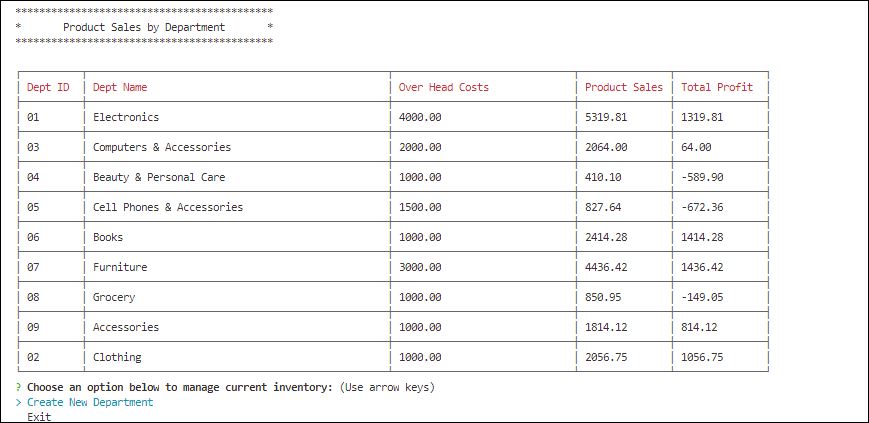 *******************************************
*       Product Sales by Department       *
*******************************************
Dept ID Dept Name Over Head Costs Product Sales Total Profit
01 Electronics 4000.00 5319.81 1319.81
03 Computers & Accessories 2000.00 2064.00 64.00
04 Beauty & Personal Care 1000.00 410.10 -589.90
05 Cell Phones & Accessories 1500.00 827.64 -672.36
06 Books 1000.00 2414.28 1414.28
07 Furniture 3000.00 4436.42 1436.42
08 Grocery 1000.00 850.95 -149.05
09 Accessories 1000.00 1814.12 814.12
02 Clothing 1000.00 2056.75 1056.75
? Choose an option below to manage current inventory: (Use arrow keys)
> Create New Department
Exit